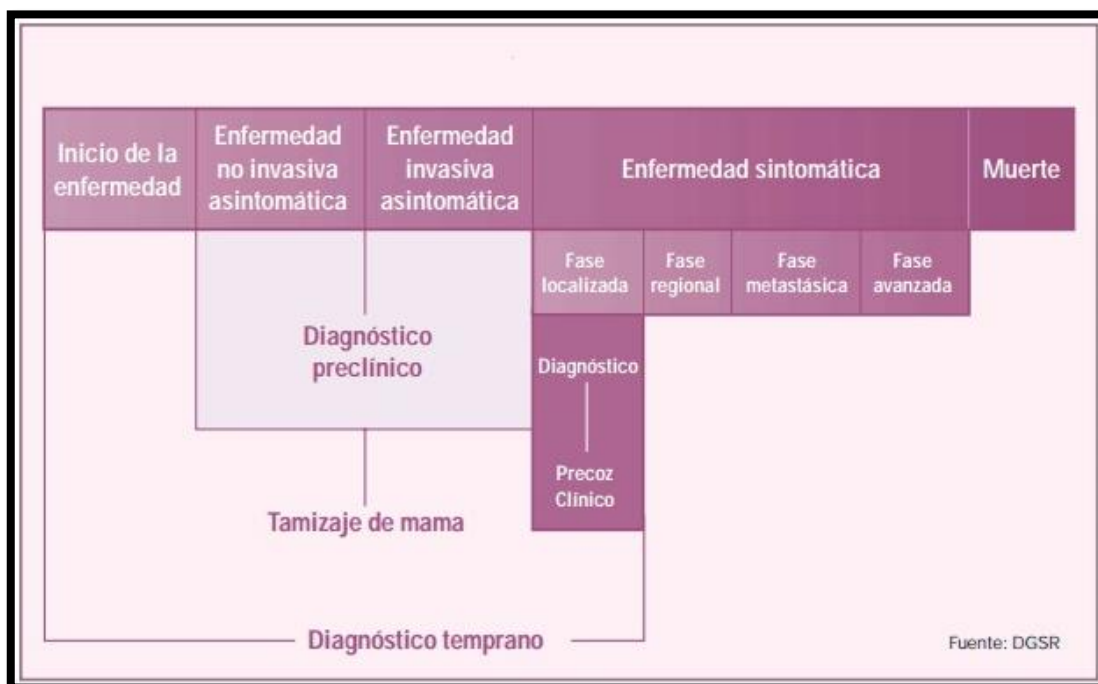 Inicio de la
enfermedad
Enfermedad
no invasiva
asintomática
Enfermedad
invasiva
asintomática
Enfermedad sintomática
Muerte
Fase
localizada
Fase
regional
Fase
metastásica
Fase
avanzada
Diagnóstico
preclínico
Diagnóstico
Precoz
Clínico
Tamizaje de mama
Diagnóstico temprano
Fuente: DGSR